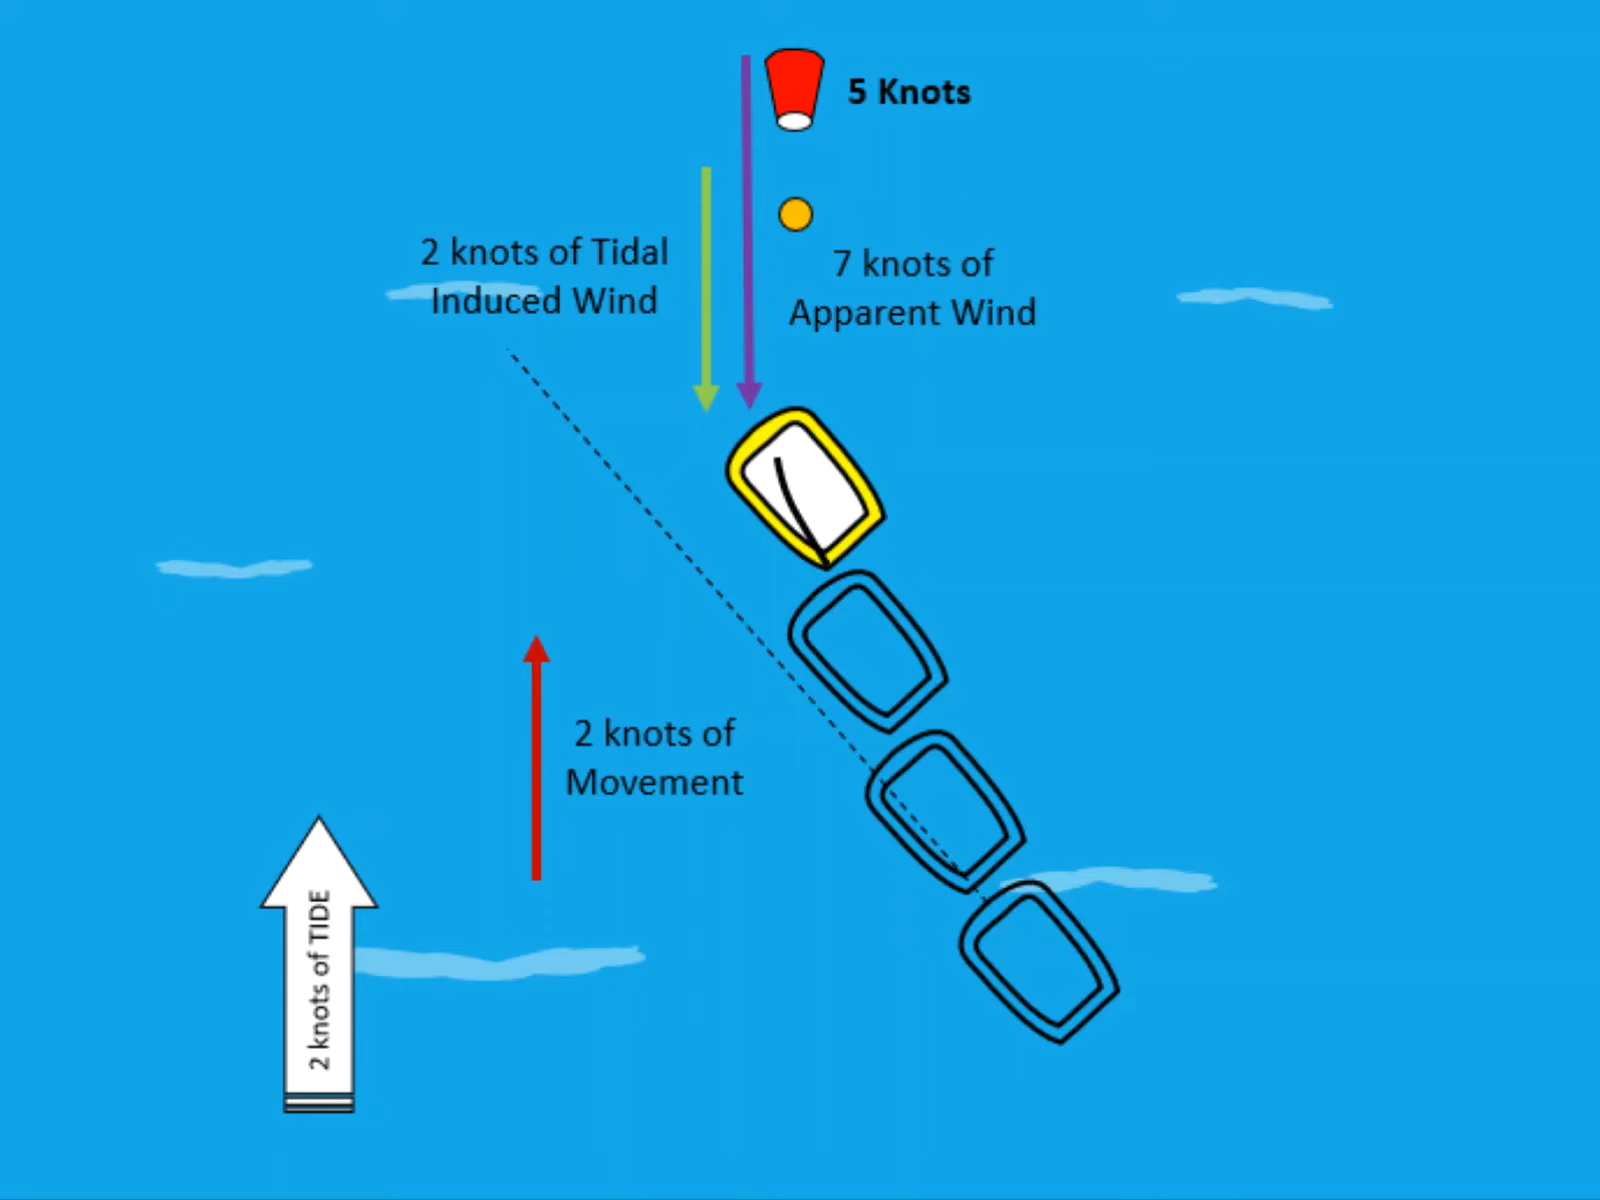 5 Knots
2 knots of Tidal
Induced Wind
7 knots of
Apparent Wind
2 knots of
Movement
2 knots of TIDE